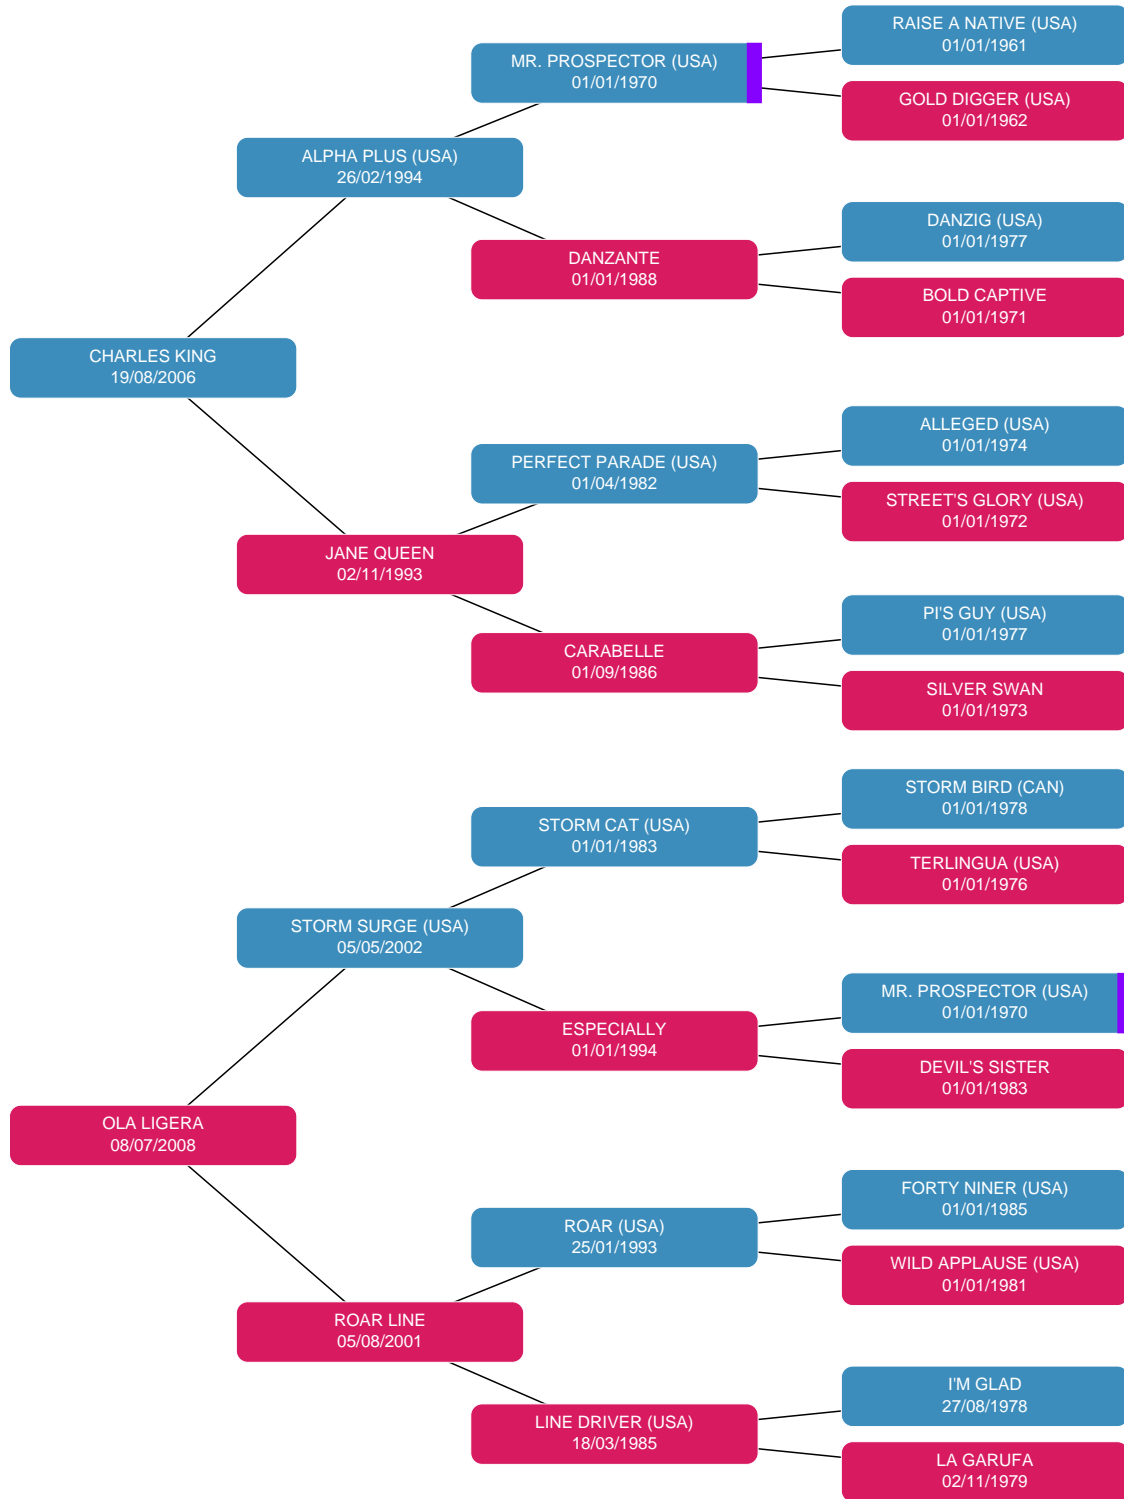 RAISE A NATIVE (USA)
01/01/1961
MR. PROSPECTOR (USA)
01/01/1970
GOLD DIGGER (USA)
01/01/1962
ALPHA PLUS (USA)
26/02/1994
DANZIG (USA)
01/01/1977
DANZANTE
01/01/1988
BOLD CAPTIVE
01/01/1971
CHARLES KING
19/08/2006
ALLEGED (USA)
01/01/1974
PERFECT PARADE (USA)
01/04/1982
STREET'S GLORY (USA)
01/01/1972
JANE QUEEN
02/11/1993
PI'S GUY (USA)
01/01/1977
CARABELLE
01/09/1986
SILVER SWAN
01/01/1973
STORM BIRD (CAN)
01/01/1978
STORM CAT (USA)
01/01/1983
TERLINGUA (USA)
01/01/1976
STORM SURGE (USA)
05/05/2002
MR. PROSPECTOR (USA)
01/01/1970
ESPECIALLY
01/01/1994
DEVIL'S SISTER
01/01/1983
OLA LIGERA
08/07/2008
FORTY NINER (USA)
01/01/1985
ROAR (USA)
25/01/1993
WILD APPLAUSE (USA)
01/01/1981
ROAR LINE
05/08/2001
I'M GLAD
27/08/1978
LINE DRIVER (USA)
18/03/1985
LA GARUFA
02/11/1979